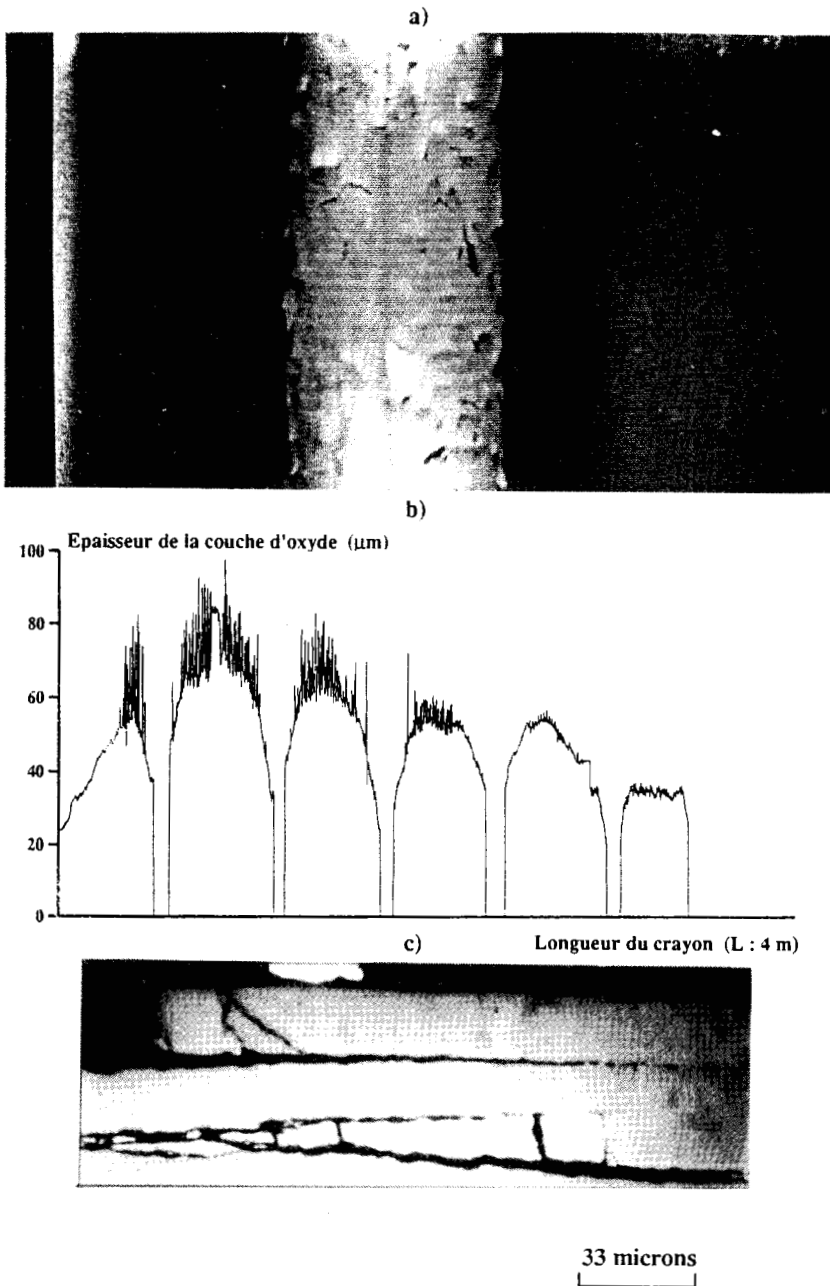 a)
b)
Epaisseur de la couche d'oxyde (μm)
100
80
60
40
20
0
c)
Longueur du crayon (L : 4 m)
33 microns